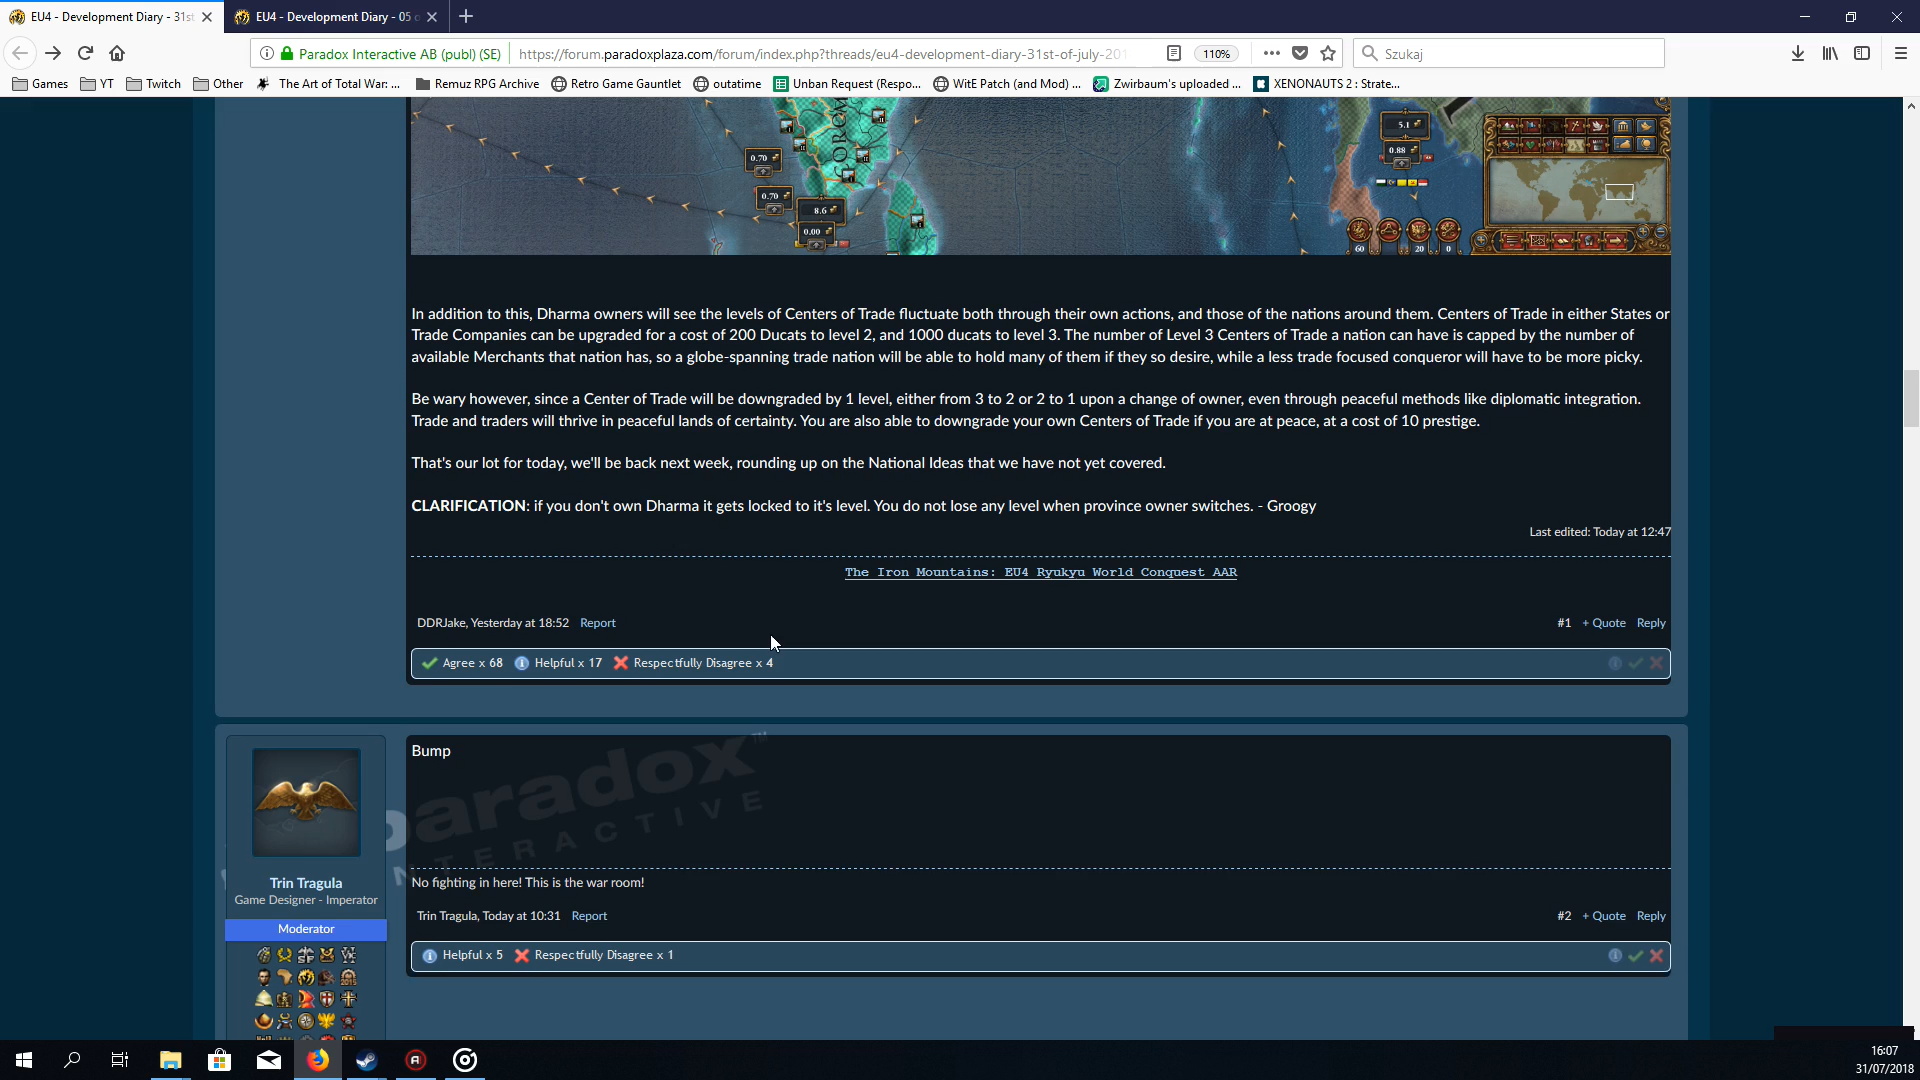 EU4 - Development Diary - 31st
EU4 - Development Diary - 05 o
Paradox Interactive AB (publ) (SE)
https://forum.paradoxplaza.com/forum/index.php?threads/eu4-development-diary-31st-of-july-201
110%
Szukaj
Games
YT
Twitch
Other
The Art of Total War: ...
Remuz RPG Archive
Retro Game Gauntlet
outatime
Unban Request (Respo...
WitE Patch (and Mod) ...
Zwirbaum's uploaded ...
XENONAUTS 2 : Strate...
5.1
0.88
0.70
0.70
8.6
0.00
60
20
0
In addition to this, Dharma owners will see the levels of Centers of Trade fluctuate both through their own actions, and those of the nations around them. Centers of Trade in either States or
Trade Companies can be upgraded for a cost of 200 Ducats to level 2, and 1000 ducats to level 3. The number of Level 3 Centers of Trade a nation can have is capped by the number of
available Merchants that nation has, so a globe-spanning trade nation will be able to hold many of them if they so desire, while a less trade focused conqueror will have to be more picky.
Be wary however, since a Center of Trade will be downgraded by 1 level, either from 3 to 2 or 2 to 1 upon a change of owner, even through peaceful methods like diplomatic integration.
Trade and traders will thrive in peaceful lands of certainty. You are also able to downgrade your own Centers of Trade if you are at peace, at a cost of 10 prestige.
That's our lot for today, we'll be back next week, rounding up on the National Ideas that we have not yet covered.
CLARIFICATION: if you don't own Dharma it gets locked to it's level. You do not lose any level when province owner switches. - Groogy
Last edited: Today at 12:47
The Iron Mountains: EU4 Ryukyu World Conquest AAR
DDRJake, Yesterday at 18:52 Report
#1 + Quote Reply
Agree x 68 Helpful x 17 Respectfully Disagree x 4
Bump
paradox
INTERACTIVE
Trin Tragula
Game Designer - Imperator
Moderator
No fighting in here! This is the war room!
Trin Tragula, Today at 10:31 Report
#2 + Quote Reply
Helpful x 5 Respectfully Disagree x 1
16:07
31/07/2018